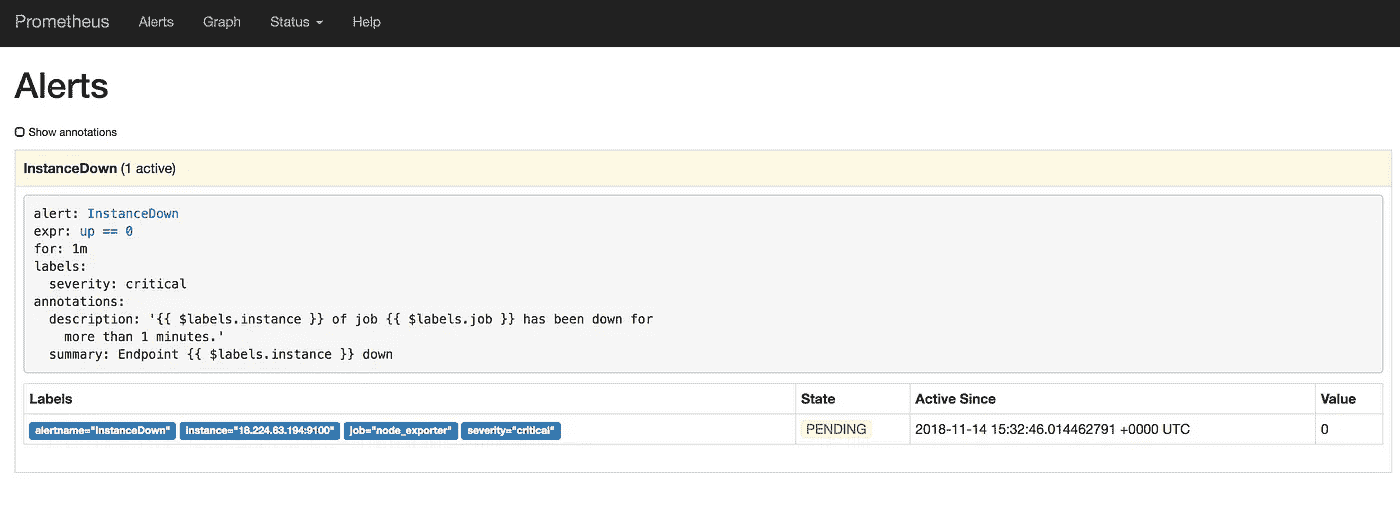 Prometheus Alerts Graph Status Help
Alerts
Show annotations
InstanceDown (1 active)
alert: InstanceDown
expr: up == 0
for: 1m
labels:
  severity: critical
annotations:
  description: '{{ $labels.instance }} of job {{ $labels.job }} has been down for
    more than 1 minutes.'
  summary: Endpoint {{ $labels.instance }} down
Labels State Active Since Value
alertname="InstanceDown" instance="18.224.63.194:9100" job="node_exporter" severity="critical" PENDING 2018-11-14 15:32:46.014462791 +0000 UTC 0